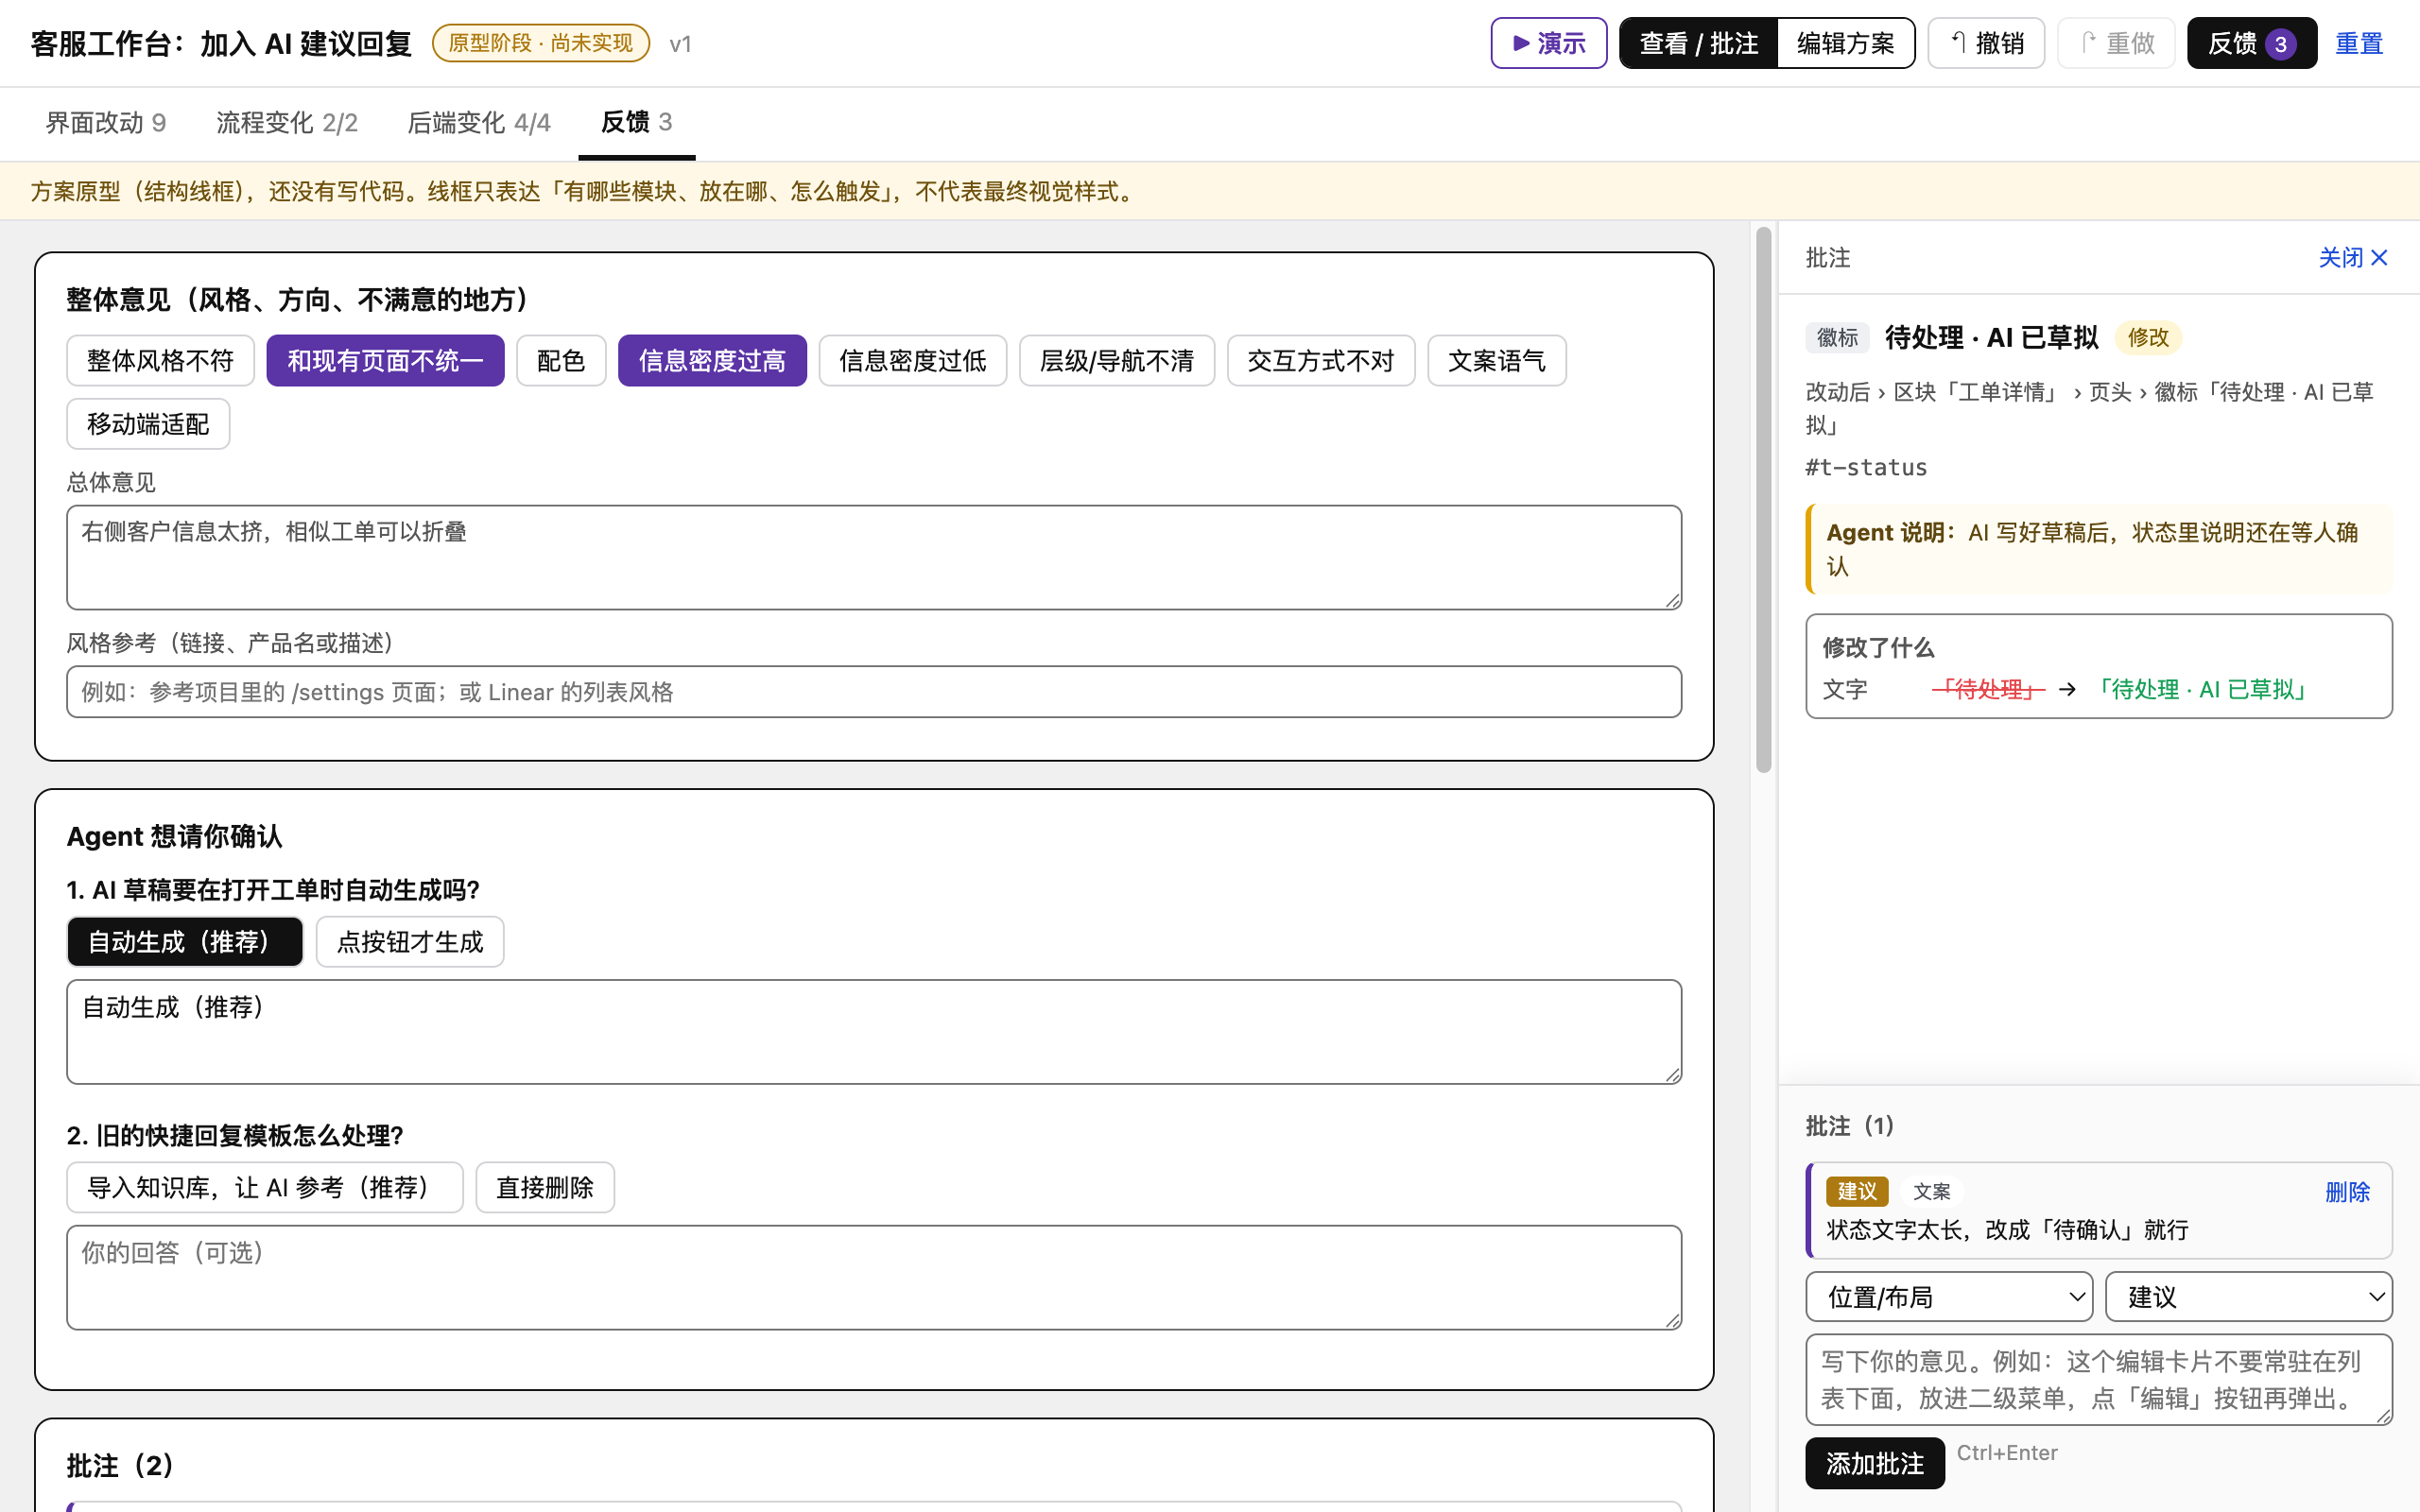 客服工作台：加入 AI 建议回复 原型阶段 · 尚未实现 v1
演示 查看 / 批注 编辑方案 撤销 重做 反馈 3 重置
界面改动 9 流程变化 2/2 后端变化 4/4 反馈 3
方案原型（结构线框），还没有写代码。线框只表达「有哪些模块、放在哪、怎么触发」，不代表最终视觉样式。
整体意见（风格、方向、不满意的地方）
整体风格不符 和现有页面不统一 配色 信息密度过高 信息密度过低 层级/导航不清 交互方式不对 文案语气
移动端适配
总体意见
右侧客户信息太挤，相似工单可以折叠
风格参考（链接、产品名或描述）
例如：参考项目里的 /settings 页面；或 Linear 的列表风格
Agent 想请你确认
1. AI 草稿要在打开工单时自动生成吗？
自动生成（推荐） 点按钮才生成
自动生成（推荐）
2. 旧的快捷回复模板怎么处理？
导入知识库，让 AI 参考（推荐） 直接删除
你的回答（可选）
批注（2）
批注 关闭 ×
徽标 待处理 · AI 已草拟 修改
改动后 › 区块「工单详情」 › 页头 › 徽标「待处理 · AI 已草
拟」
#t-status
Agent 说明：AI 写好草稿后，状态里说明还在等人确
认
修改了什么
文字 「待处理」 → 「待处理 · AI 已草拟」
批注（1）
建议 文案 删除
状态文字太长，改成「待确认」就行
位置/布局 建议
写下你的意见。例如：这个编辑卡片不要常驻在列
表下面，放进二级菜单，点「编辑」按钮再弹出。
添加批注 Ctrl+Enter